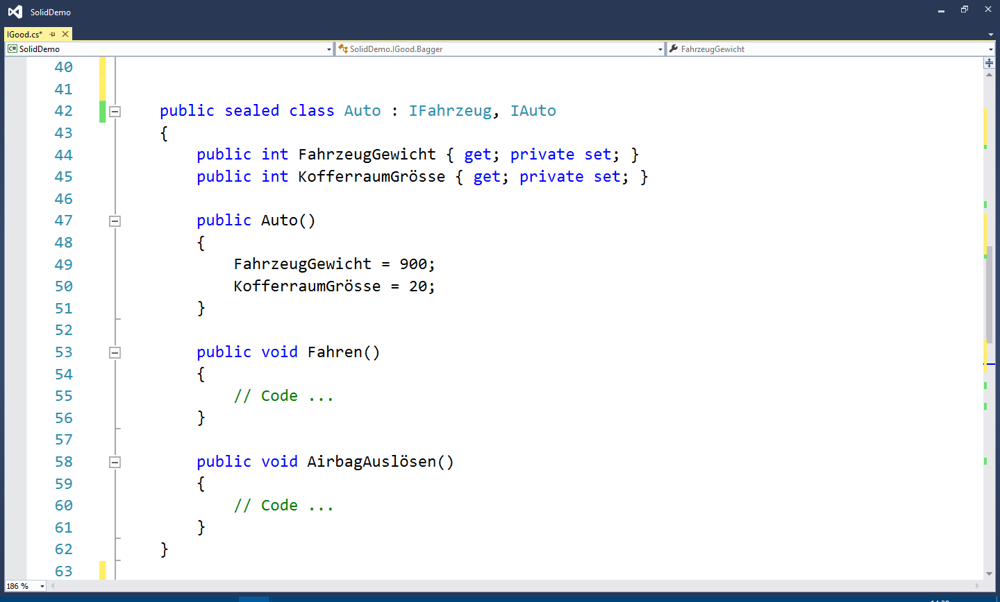 SolidDemo
IGood.cs*
SolidDemo
SolidDemo.IGood.Bagger
FahrzeugGewicht
40
41
42 public sealed class Auto : IFahrzeug, IAuto
43 {
44 public int FahrzeugGewicht { get; private set; }
45 public int KofferraumGrösse { get; private set; }
46
47 public Auto()
48 {
49 FahrzeugGewicht = 900;
50 KofferraumGrösse = 20;
51 }
52
53 public void Fahren()
54 {
55 // Code ...
56 }
57
58 public void AirbagAuslösen()
59 {
60 // Code ...
61 }
62 }
63
186 %